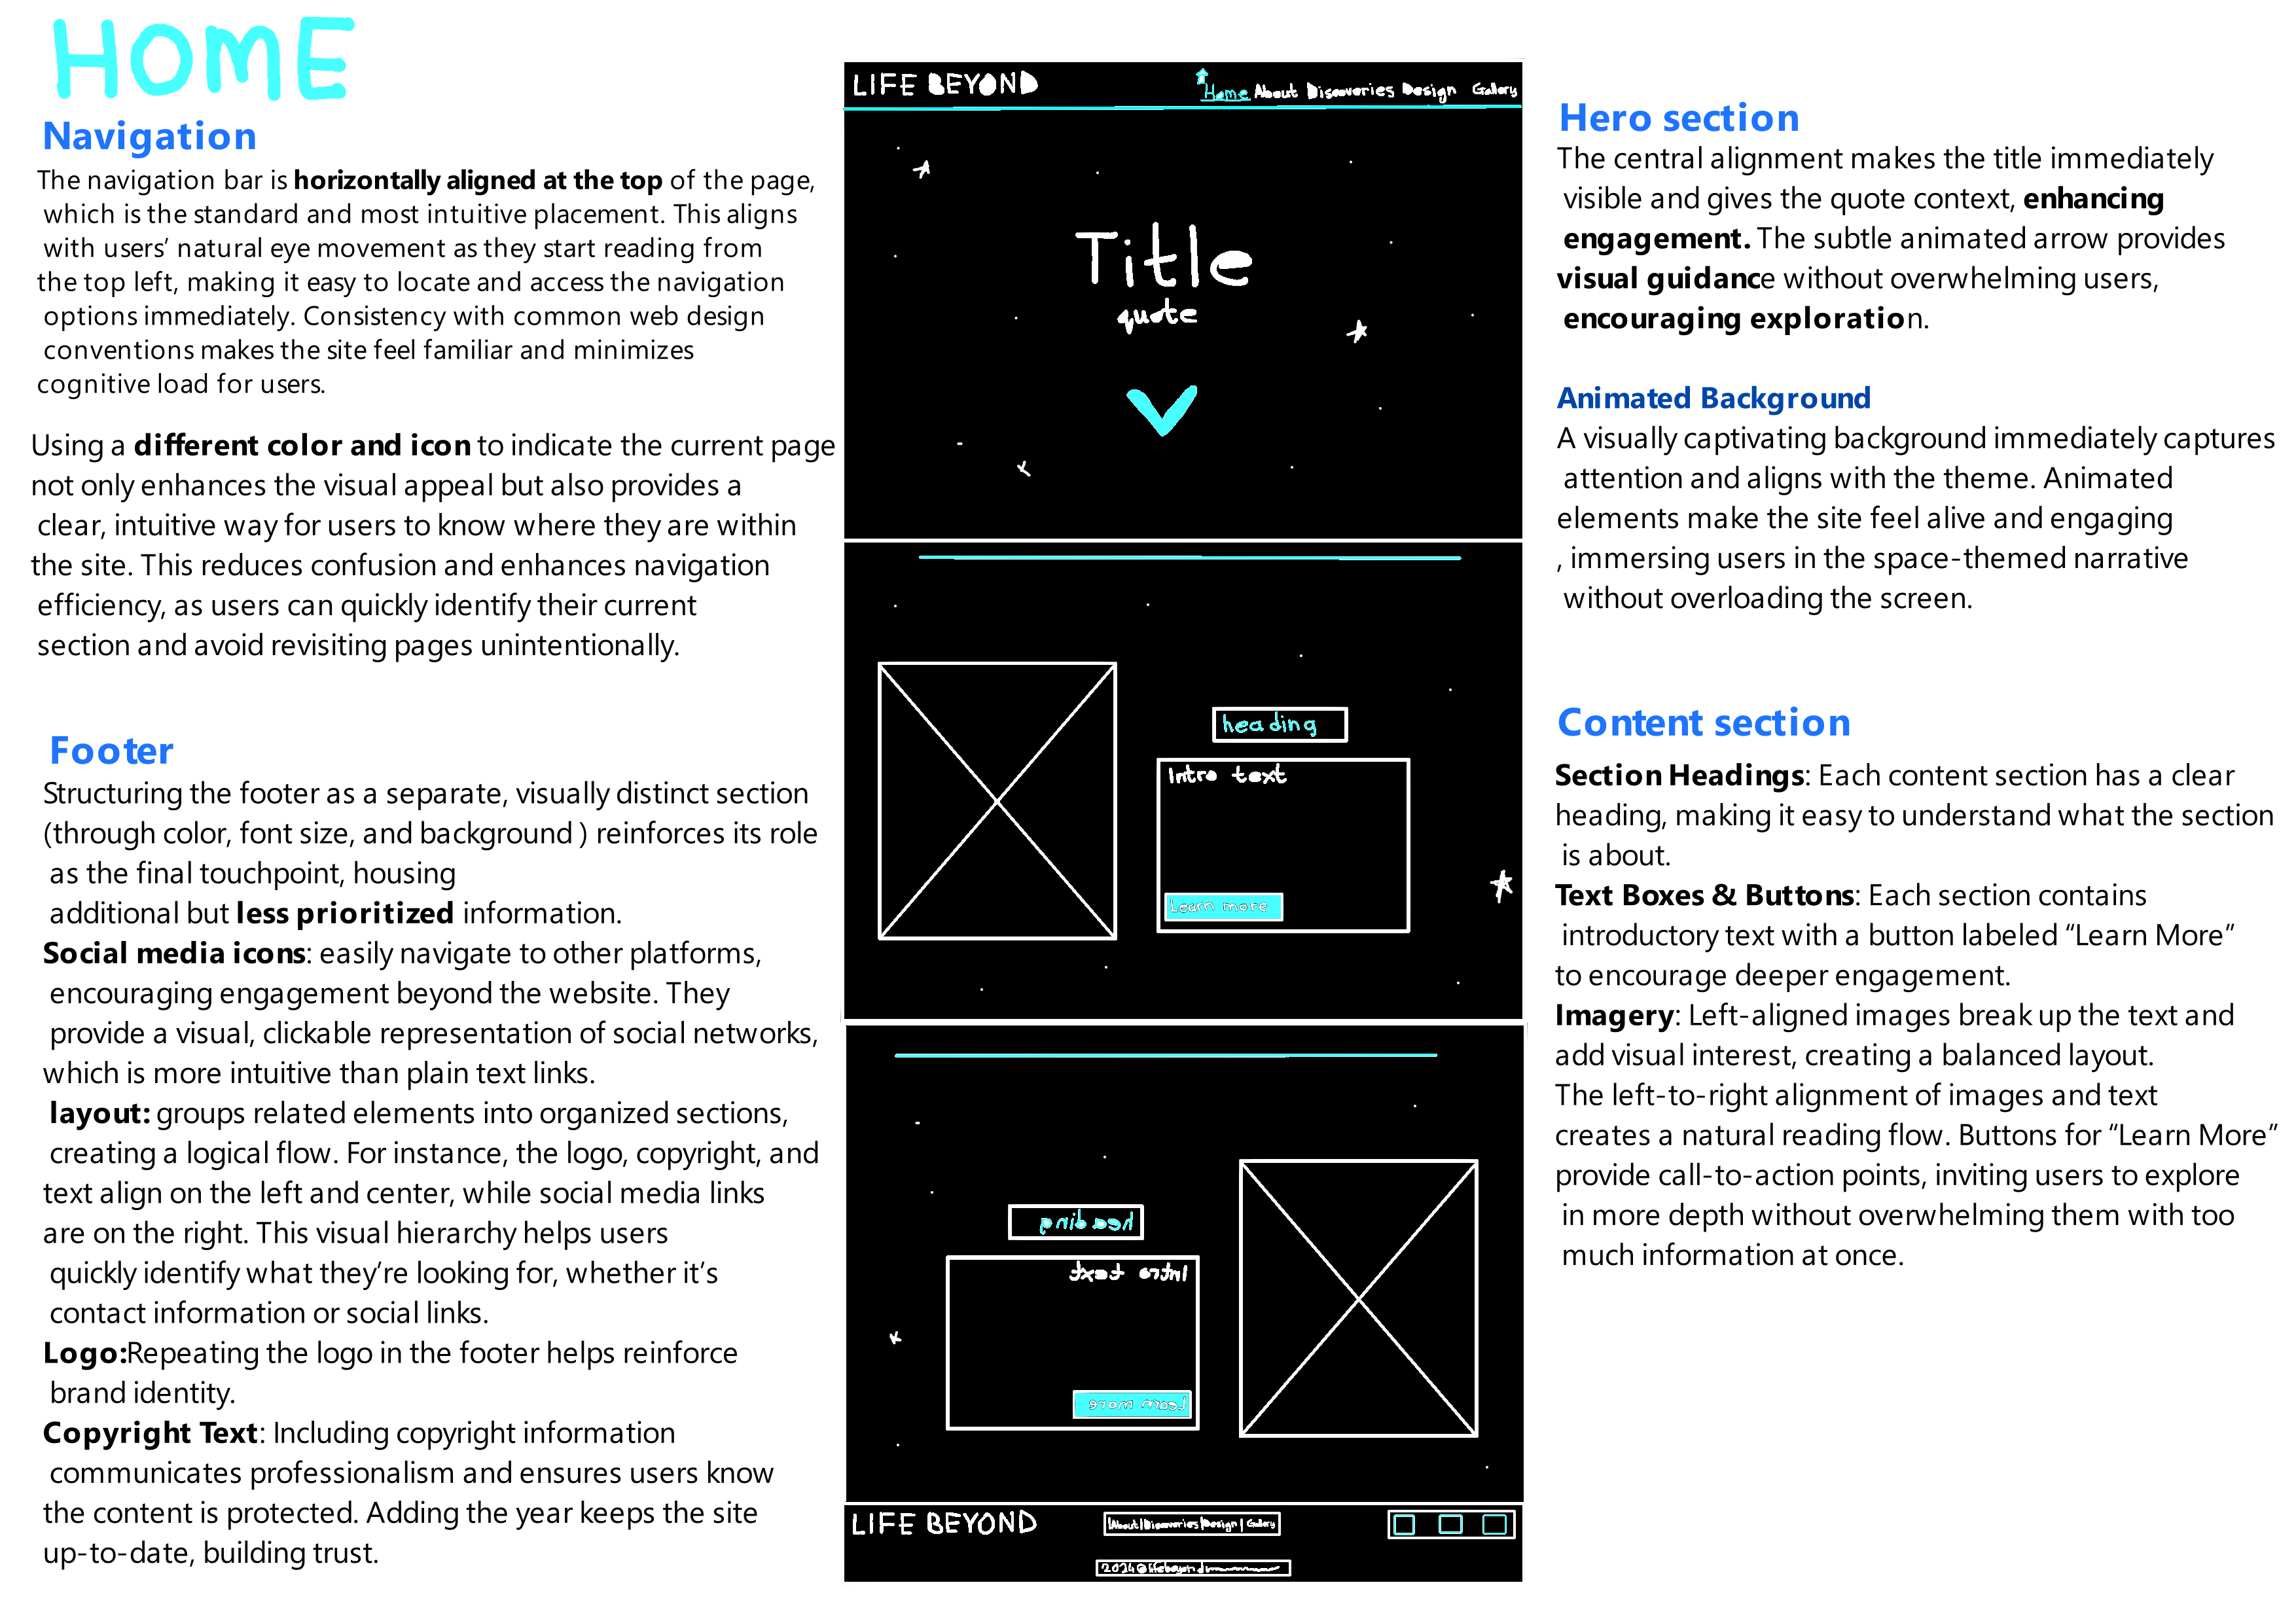 HOME
Navigation
The navigation bar is horizontally aligned at the top of the page,
which is the standard and most intuitive placement. This aligns
with users’ natural eye movement as they start reading from
the top left, making it easy to locate and access the navigation
options immediately. Consistency with common web design
conventions makes the site feel familiar and minimizes
cognitive load for users.
Using a different color and icon to indicate the current page
not only enhances the visual appeal but also provides a
clear, intuitive way for users to know where they are within
the site. This reduces confusion and enhances navigation
efficiency, as users can quickly identify their current
section and avoid revisiting pages unintentionally.
Footer
Structuring the footer as a separate, visually distinct section
(through color, font size, and background ) reinforces its role
as the final touchpoint, housing
additional but less prioritized information.
Social media icons: easily navigate to other platforms,
encouraging engagement beyond the website. They
provide a visual, clickable representation of social networks,
which is more intuitive than plain text links.
layout: groups related elements into organized sections,
creating a logical flow. For instance, the logo, copyright, and
text align on the left and center, while social media links
are on the right. This visual hierarchy helps users
quickly identify what they’re looking for, whether it’s
contact information or social links.
Logo:Repeating the logo in the footer helps reinforce
brand identity.
Copyright Text: Including copyright information
communicates professionalism and ensures users know
the content is protected. Adding the year keeps the site
up-to-date, building trust.
LIFE BEYOND
Home About Discoveries Design Gallery
Title
quote
heading
Intro text
Learn more
heading
Intro text
Learn more
LIFE BEYOND
About|Discoveries|Design | Gallery
2024@lifebeyond
Hero section
The central alignment makes the title immediately
visible and gives the quote context, enhancing
engagement. The subtle animated arrow provides
visual guidance without overwhelming users,
encouraging exploration.
Animated Background
A visually captivating background immediately captures
attention and aligns with the theme. Animated
elements make the site feel alive and engaging
, immersing users in the space-themed narrative
without overloading the screen.
Content section
Section Headings: Each content section has a clear
heading, making it easy to understand what the section
is about.
Text Boxes & Buttons: Each section contains
introductory text with a button labeled “Learn More”
to encourage deeper engagement.
Imagery: Left-aligned images break up the text and
add visual interest, creating a balanced layout.
The left-to-right alignment of images and text
creates a natural reading flow. Buttons for “Learn More”
provide call-to-action points, inviting users to explore
in more depth without overwhelming them with too
much information at once.